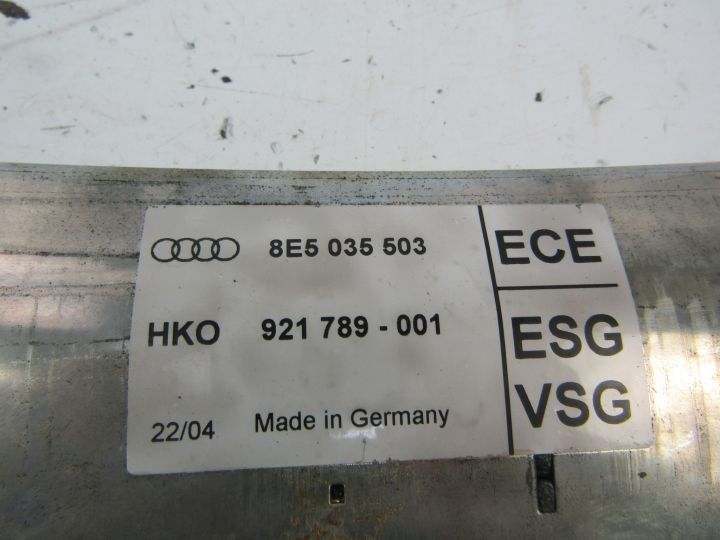 8E5 035 503
HKO 921 789 - 001
22/04 Made in Germany
ECE
ESG
VSG